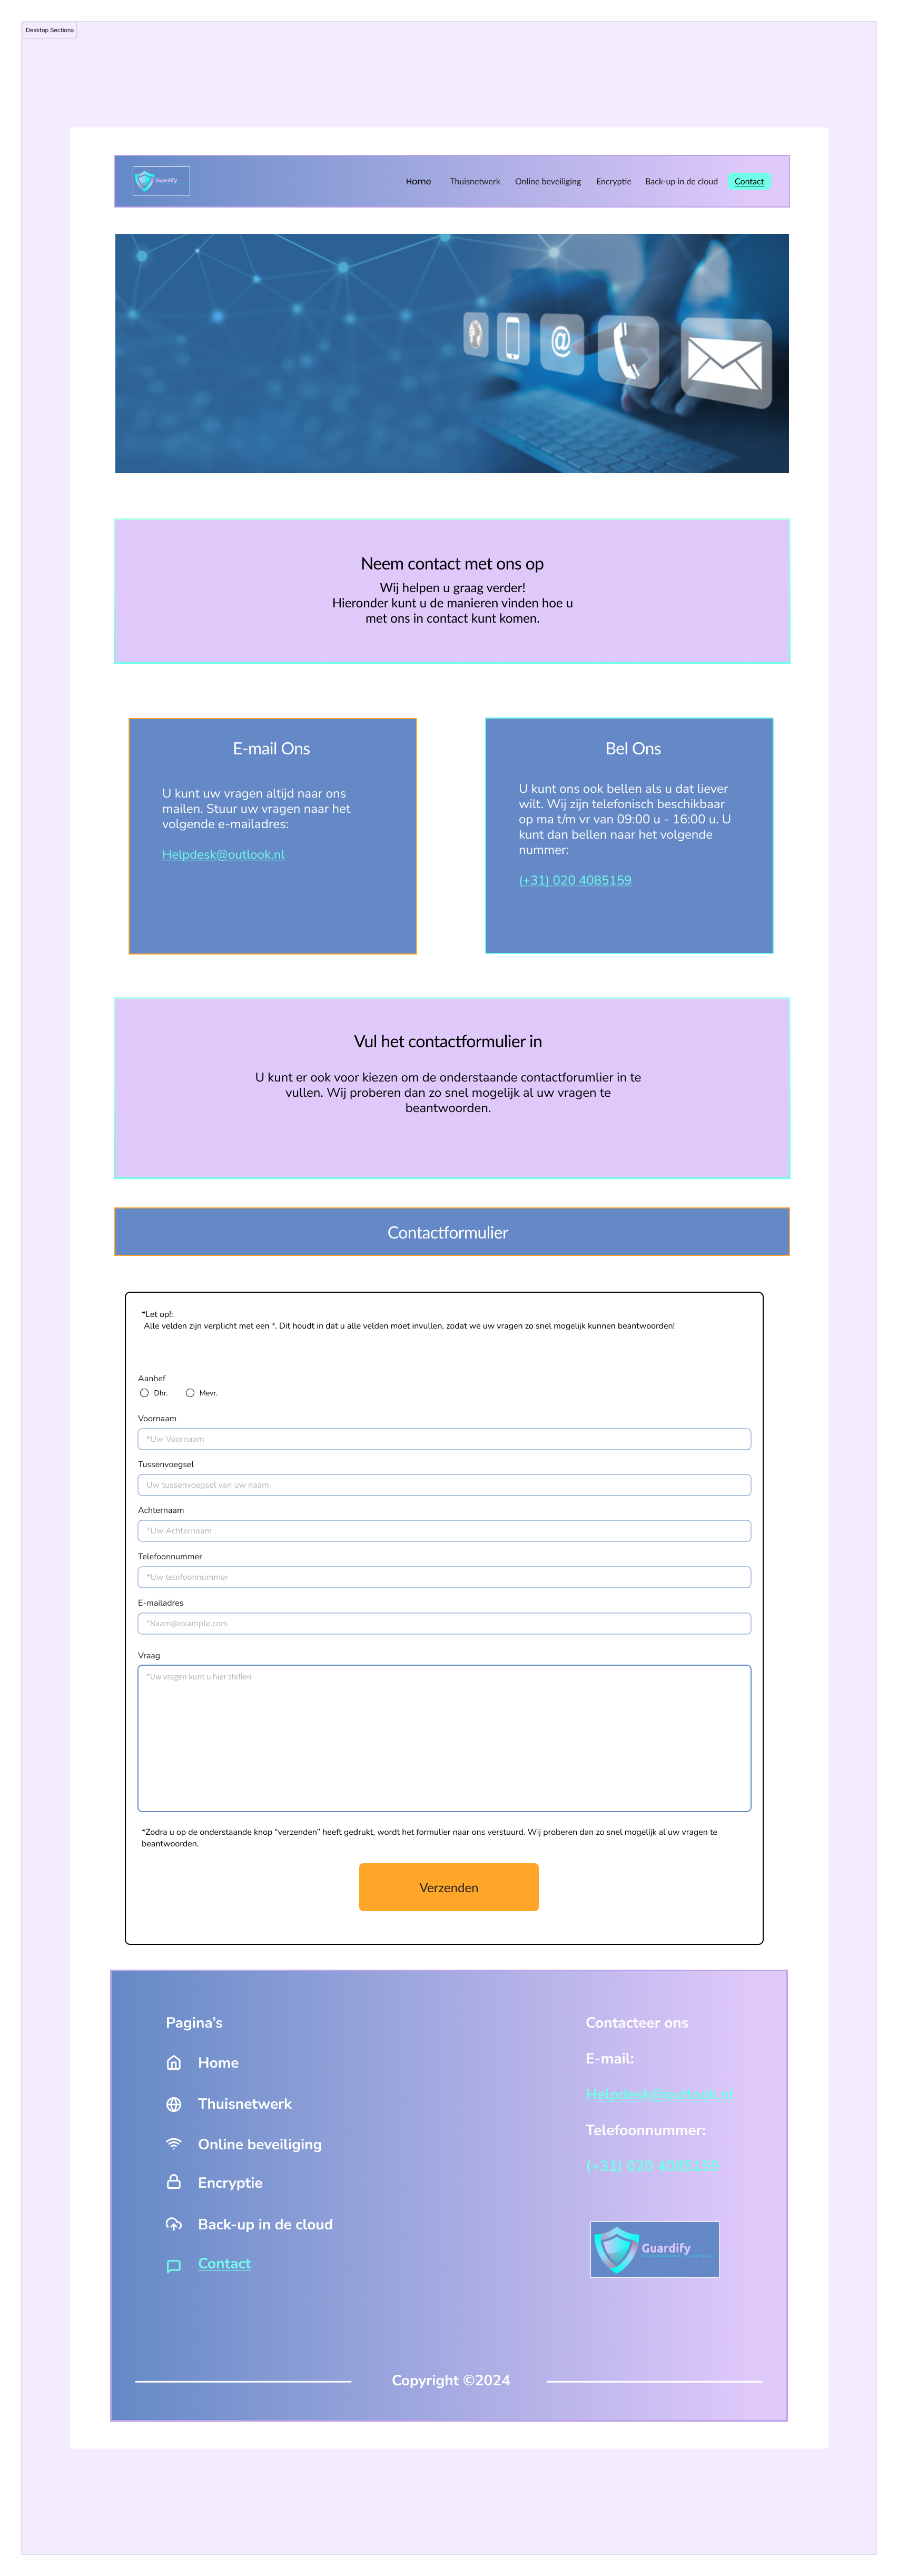 Desktop Sections
Guardify
Home Thuisnetwerk Online beveiliging Encryptie Back-up in de cloud Contact
@
Neem contact met ons op
Wij helpen u graag verder!
Hieronder kunt u de manieren vinden hoe u
met ons in contact kunt komen.
E-mail Ons
U kunt uw vragen altijd naar ons
mailen. Stuur uw vragen naar het
volgende e-mailadres:
Helpdesk@outlook.nl
Bel Ons
U kunt ons ook bellen als u dat liever
wilt. Wij zijn telefonisch beschikbaar
op ma t/m vr van 09:00 u - 16:00 u. U
kunt dan bellen naar het volgende
nummer:
(+31) 020 4085159
Vul het contactformulier in
U kunt er ook voor kiezen om de onderstaande contactforumlier in te
vullen. Wij proberen dan zo snel mogelijk al uw vragen te
beantwoorden.
Contactformulier
*Let op!:
Alle velden zijn verplicht met een *. Dit houdt in dat u alle velden moet invullen, zodat we uw vragen zo snel mogelijk kunnen beantwoorden!
Aanhef
Dhr. Mevr.
Voornaam
*Uw Voornaam
Tussenvoegsel
Uw tussenvoegsel van uw naam
Achternaam
*Uw Achternaam
Telefoonnummer
*Uw telefoonnummer
E-mailadres
*Naam@example.com
Vraag
*Uw vragen kunt u hier stellen
*Zodra u op de onderstaande knop “verzenden” heeft gedrukt, wordt het formulier naar ons verstuurd. Wij proberen dan zo snel mogelijk al uw vragen te
beantwoorden.
Verzenden
Pagina's
Home
Thuisnetwerk
Online beveiliging
Encryptie
Back-up in de cloud
Contact
Contacteer ons
E-mail:
Helpdesk@outlook.nl
Telefoonnummer:
(+31) 020 4085159
Guardify
Copyright ©2024